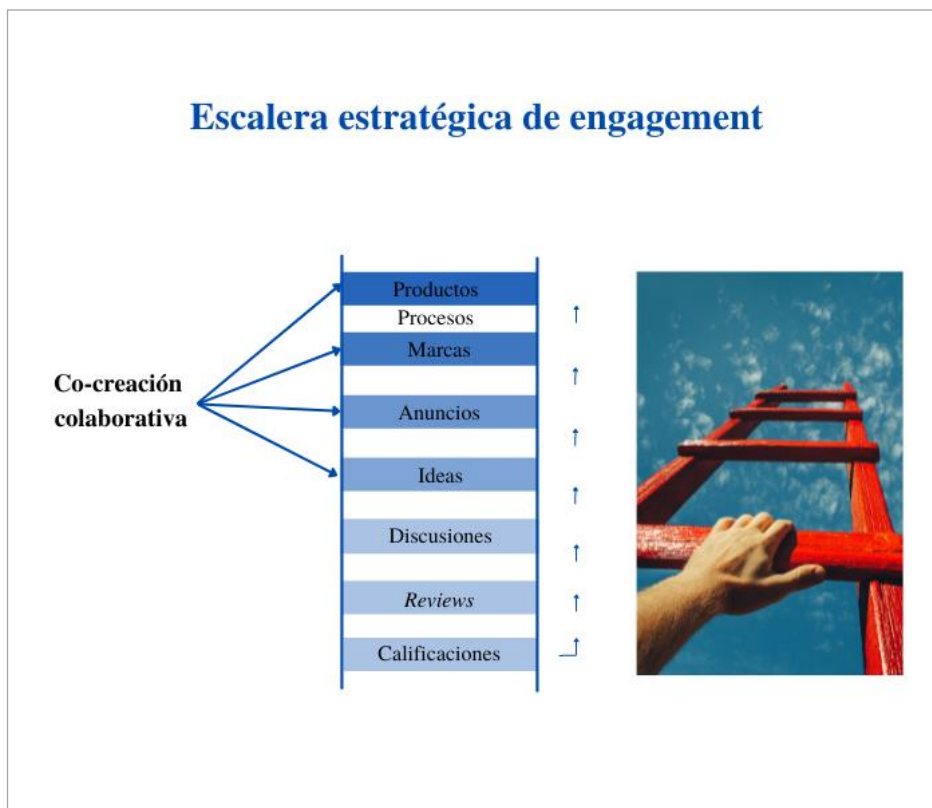 Escalera estratégica de engagement
Productos
Procesos
Marcas
Co-creación
colaborativa
Anuncios
Ideas
Discusiones
Reviews
Calificaciones